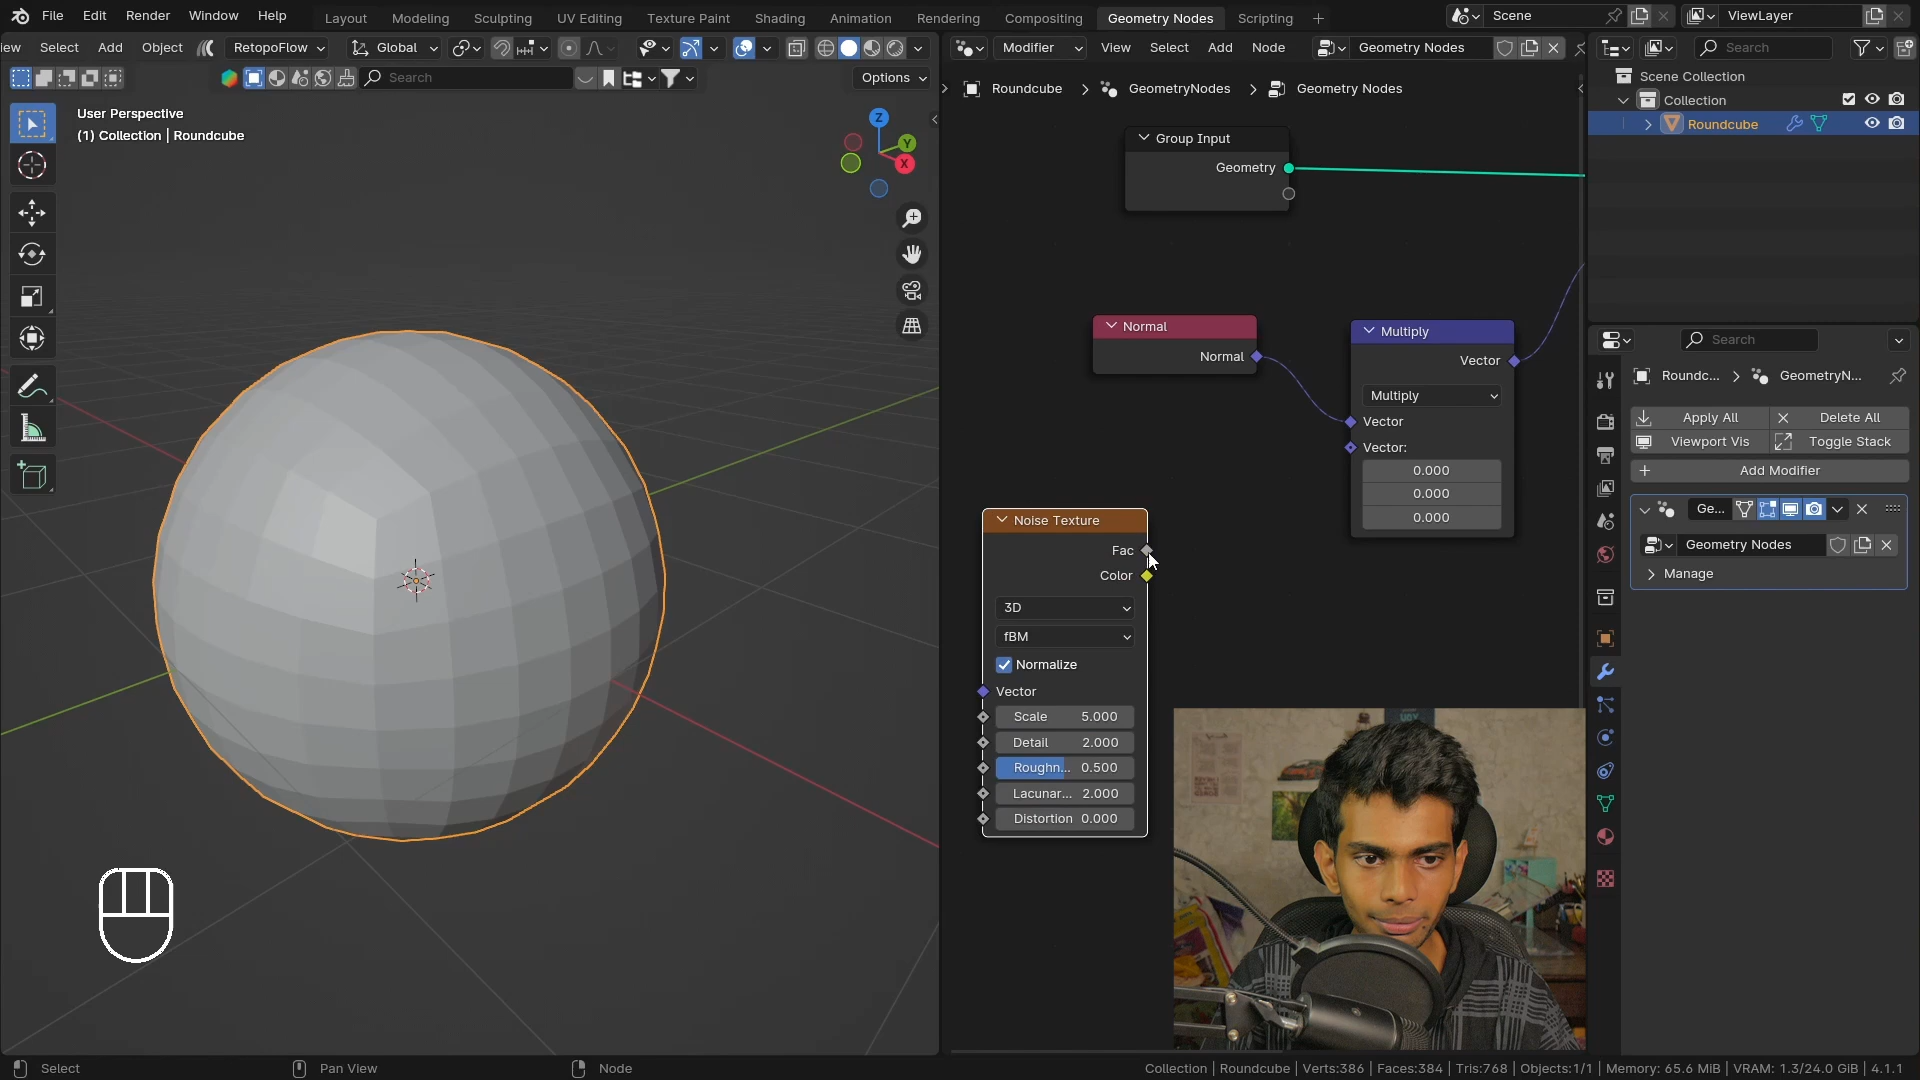 File Edit Render Window Help Layout Modeling Sculpting UV Editing Texture Paint Shading Animation Rendering Compositing Geometry Nodes Scripting + Scene ViewLayer
iew Select Add Object RetopoFlow Global
Modifier View Select Add Node Geometry Nodes
Search
Search
Options
Scene Collection
Collection
Roundcube
User Perspective
(1) Collection | Roundcube
Z
Y
X
Roundcube > GeometryNodes > Geometry Nodes
Group Input
Geometry
Normal
Normal
Multiply
Vector
Multiply
Vector
Vector:
0.000
0.000
0.000
Noise Texture
Fac
Color
3D
fBM
Normalize
Vector
Scale 5.000
Detail 2.000
Roughn... 0.500
Lacunar... 2.000
Distortion 0.000
Search
Roundc... > GeometryN...
Apply All Delete All
Viewport Vis Toggle Stack
Add Modifier
Ge...
Geometry Nodes
Manage
Select Pan View Node Collection | Roundcube | Verts:386 | Faces:384 | Tris:768 | Objects:1/1 | Memory: 65.6 MiB | VRAM: 1.3/24.0 GiB | 4.1.1